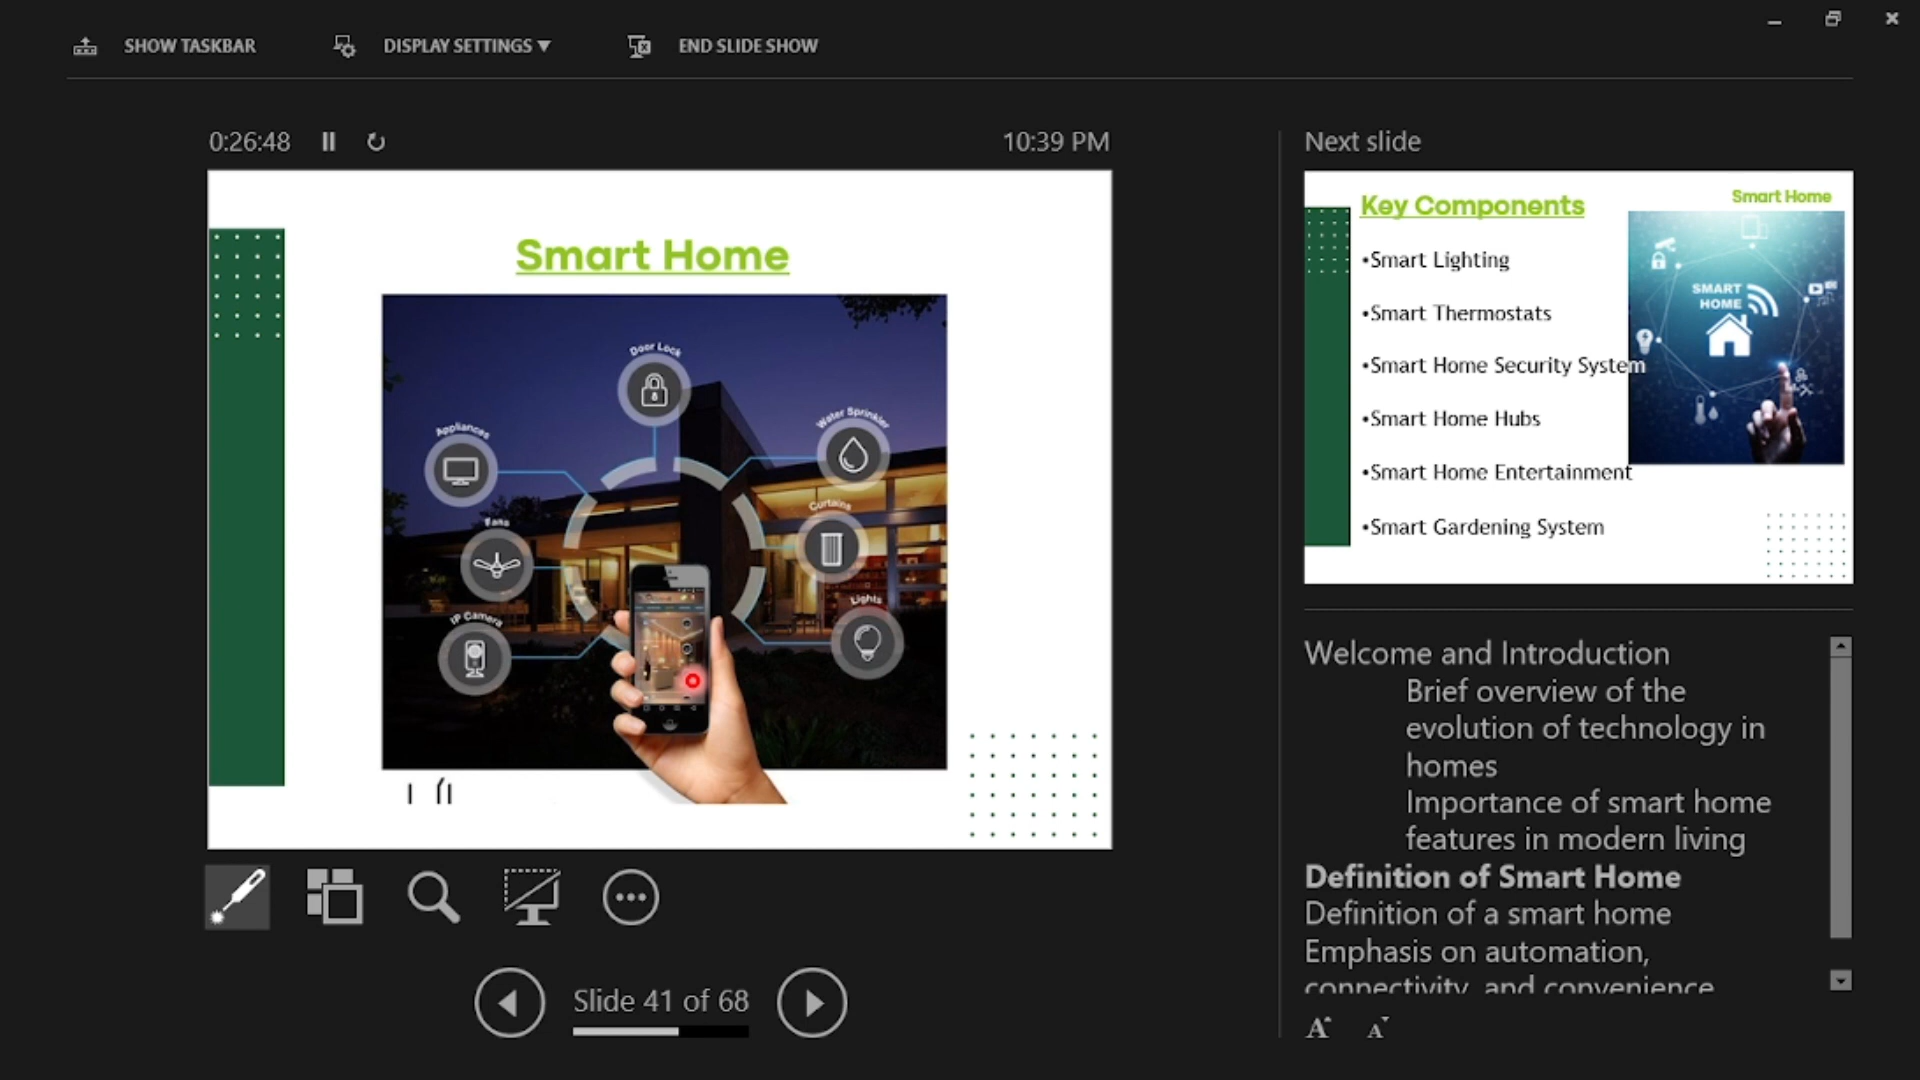 SHOW TASKBAR
DISPLAY SETTINGS ▼
END SLIDE SHOW
0:26:48
10:39 PM
Smart Home
Door Lock
Appliances
Water Sprinkler
Fans
Curtains
IP Camera
Lights
Slide 41 of 68
Next slide
Key Components
Smart Home
•Smart Lighting
•Smart Thermostats
•Smart Home Security System
•Smart Home Hubs
•Smart Home Entertainment
•Smart Gardening System
SMART
HOME
Welcome and Introduction
Brief overview of the
evolution of technology in
homes
Importance of smart home
features in modern living
Definition of Smart Home
Definition of a smart home
Emphasis on automation,
connectivity, and convenience
A
A